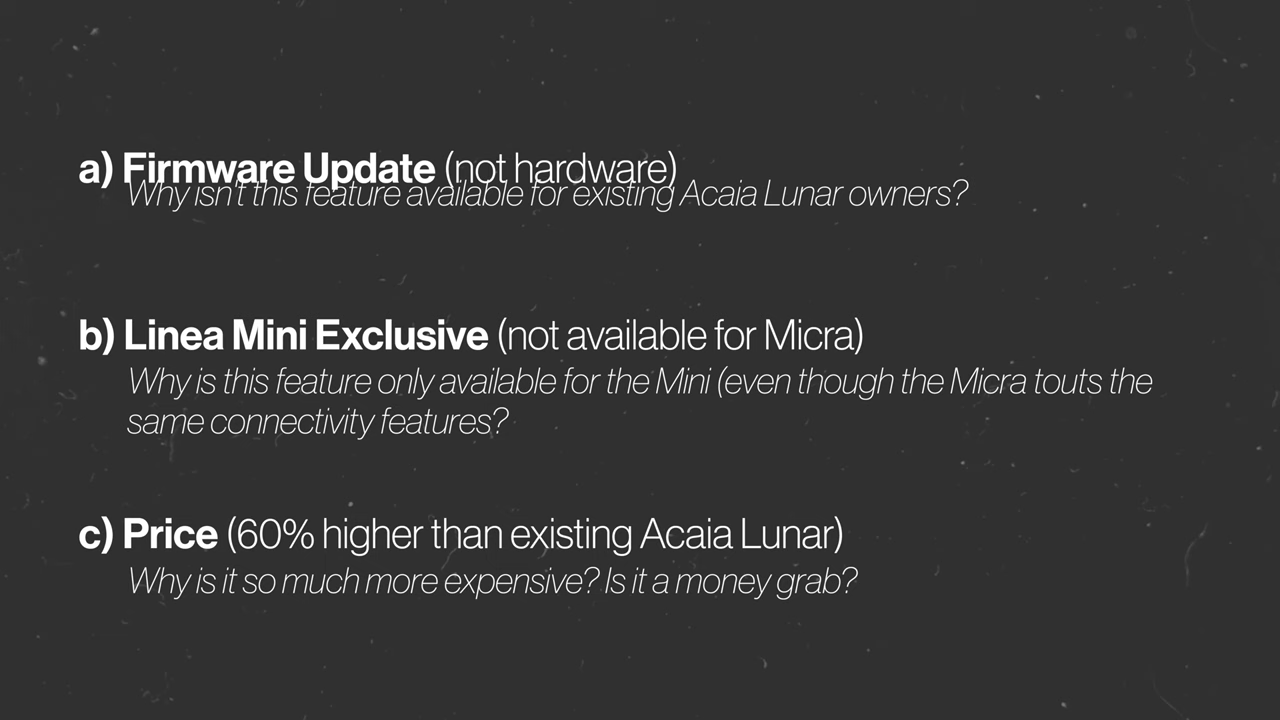 a) Firmware Update (not hardware)
Why isn't this feature available for existing Acaia Lunar owners?
b) Linea Mini Exclusive (not available for Micra)
Why is this feature only available for the Mini (even though the Micra touts the
same connectivity features?
c) Price (60% higher than existing Acaia Lunar)
Why is it so much more expensive? Is it a money grab?